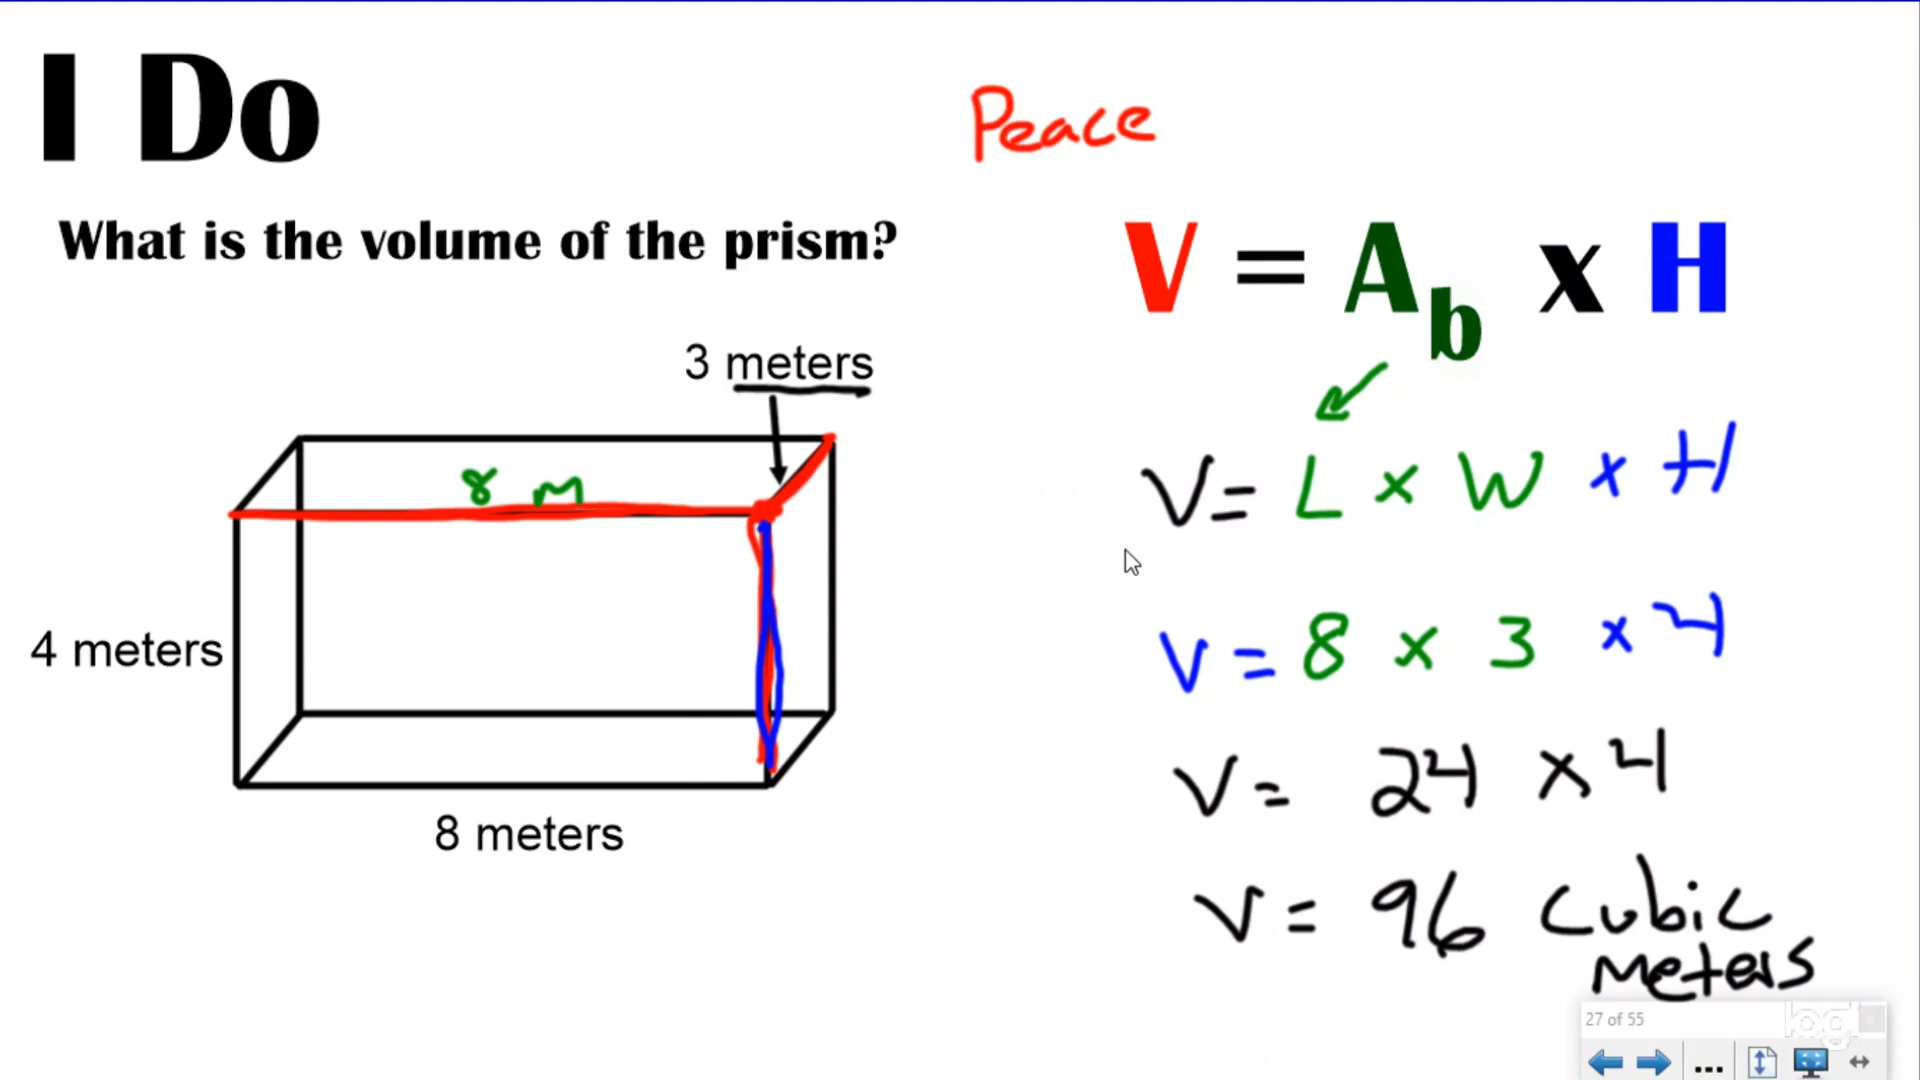 I Do
Peace
What is the volume of the prism?
V = Ab x H
3 meters
8 m
V = L x W x H
4 meters
V = 8 x 3 x 4
V = 24 x 4
8 meters
V = 96 cubic
meters
27 of 55
logi
...